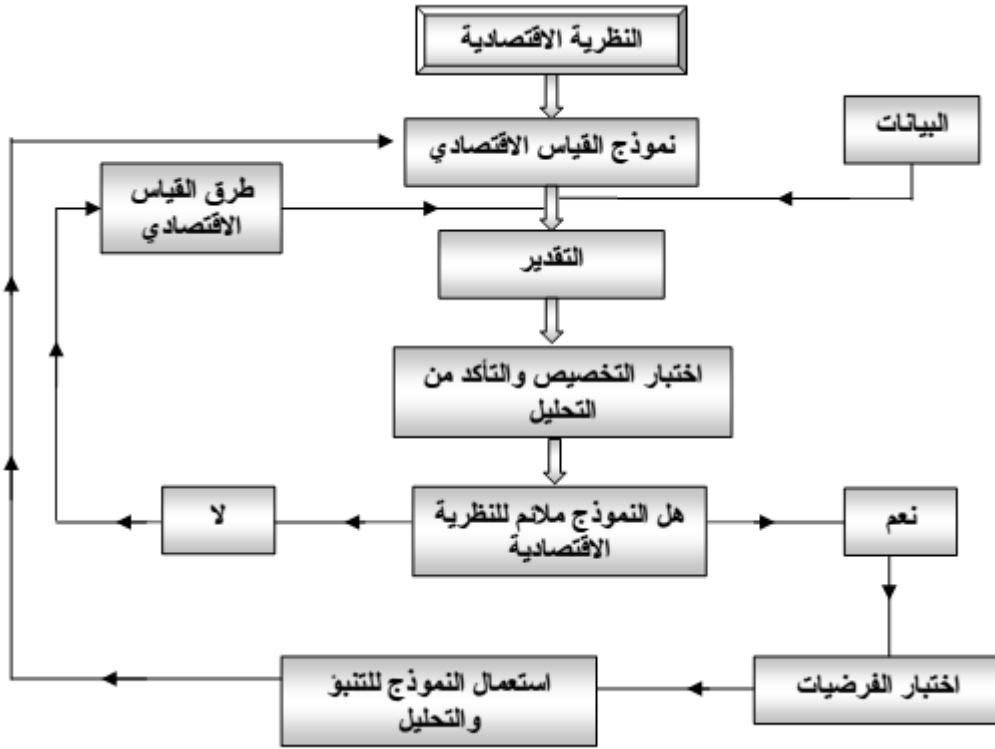 النظرية الاقتصادية
نموذج القياس الاقتصادي
البيانات
طرق القياس
الاقتصادي
التقدير
اختبار التخصيص والتأكد من
التحليل
هل النموذج ملائم للنظرية
الاقتصادية
لا
نعم
اختبار الفرضيات
استعمال النموذج للتنبؤ
والتحليل